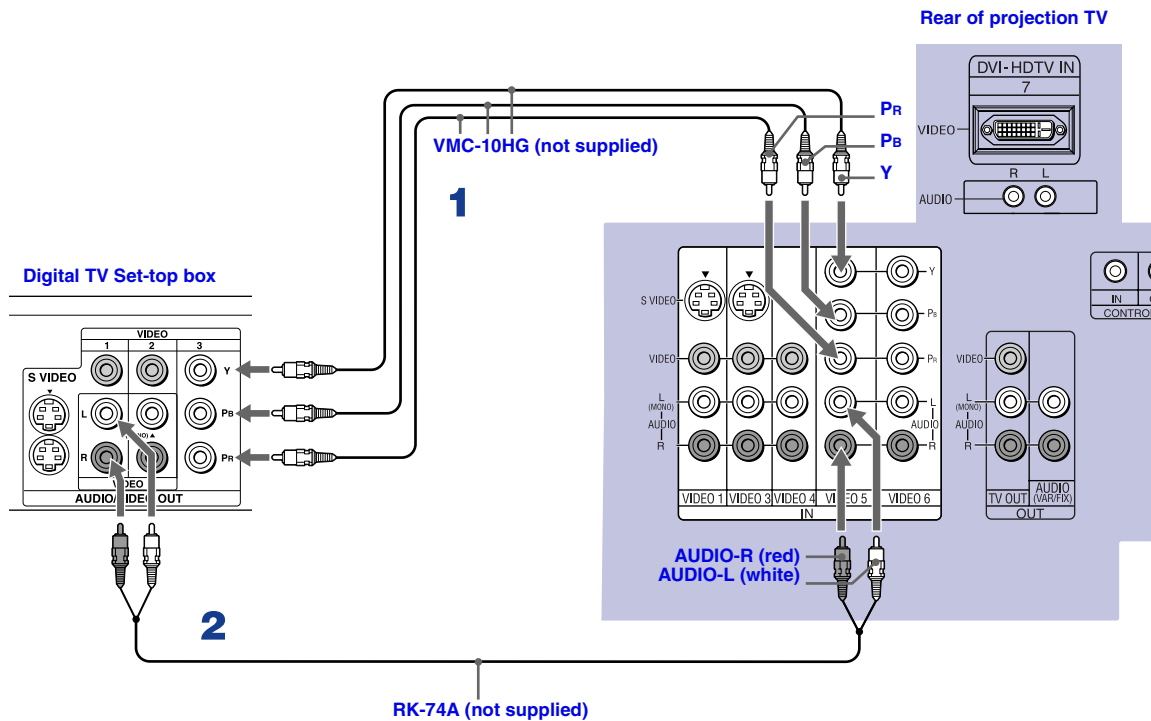 Rear of projection TV
DVI-HDTV IN
7
VIDEO
R L
AUDIO
PR
PB
Y
VMC-10HG (not supplied)
1
Digital TV Set-top box
VIDEO
1 2 3
S VIDEO
Y
L
PB
R
PR
VIDEO
AUDIO/VIDEO OUT
S VIDEO
VIDEO
L
(MONO)
AUDIO
R
Y
PB
PR
L
AUDIO
R
VIDEO 1 VIDEO 3 VIDEO 4 VIDEO 5 VIDEO 6
IN
IN
CONTROL
VIDEO
L
(MONO)
AUDIO
R
TV OUT
AUDIO
(VAR/FIX)
OUT
AUDIO-R (red)
AUDIO-L (white)
2
RK-74A (not supplied)